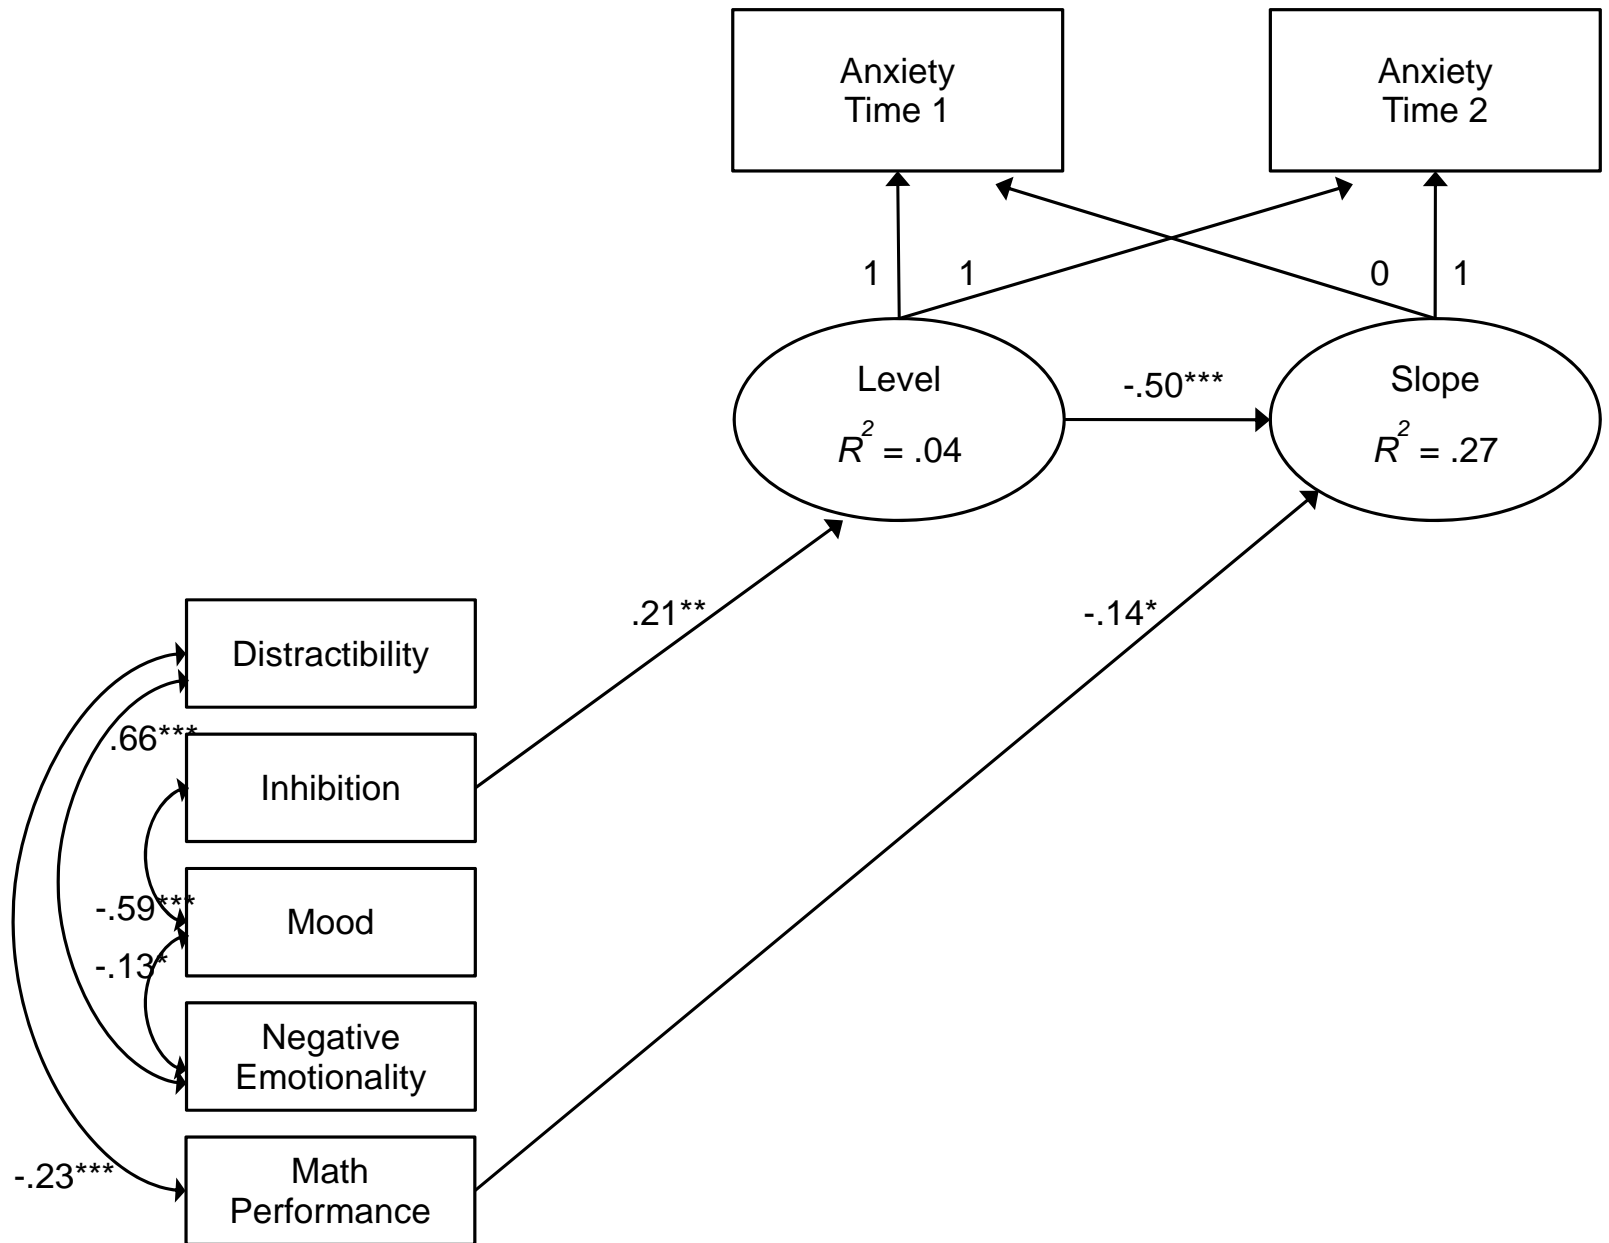 Anxiety
Time 1
Anxiety
Time 2
1
1
0
1
Level
R² = .04
-.50***
Slope
R² = .27
.21**
-.14*
Distractibility
.66***
Inhibition
-.59***
Mood
-.13*
Negative
Emotionality
Math
Performance
-.23***